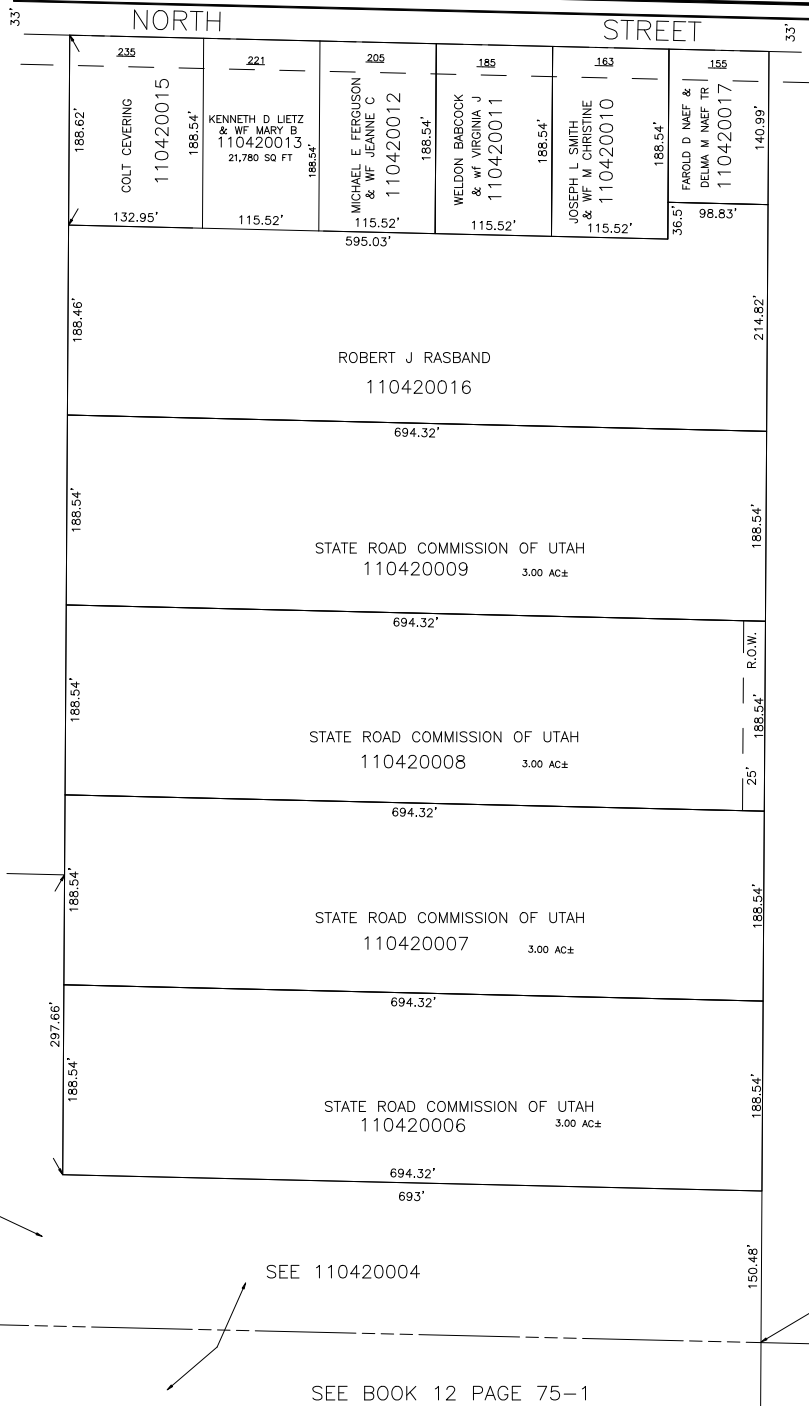 33'
NORTH STREET
33'
235
221
205
185
163
155
188.62'
COLT CEVERING
110420015
188.54'
132.95'
KENNETH D LIETZ
& WF MARY B
110420013
21,780 SQ FT
188.54'
115.52'
MICHAEL E FERGUSON
& WF JEANNE C
110420012
188.54'
115.52'
WELDON BABCOCK
& wf VIRGINIA J
110420011
188.54'
115.52'
JOSEPH L SMITH
& WF M CHRISTINE
110420010
188.54'
115.52'
FAROLD D NAEF &
DELMA M NAEF TR
110420017
140.99'
36.5'
98.83'
595.03'
188.46'
214.82'
ROBERT J RASBAND
110420016
694.32'
188.54'
188.54'
STATE ROAD COMMISSION OF UTAH
110420009 3.00 AC±
694.32'
188.54'
R.O.W.
188.54'
25'
STATE ROAD COMMISSION OF UTAH
110420008 3.00 AC±
694.32'
188.54'
188.54'
STATE ROAD COMMISSION OF UTAH
110420007 3.00 AC±
694.32'
297.66'
188.54'
188.54'
STATE ROAD COMMISSION OF UTAH
110420006 3.00 AC±
694.32'
693'
150.48'
SEE 110420004
SEE BOOK 12 PAGE 75-1